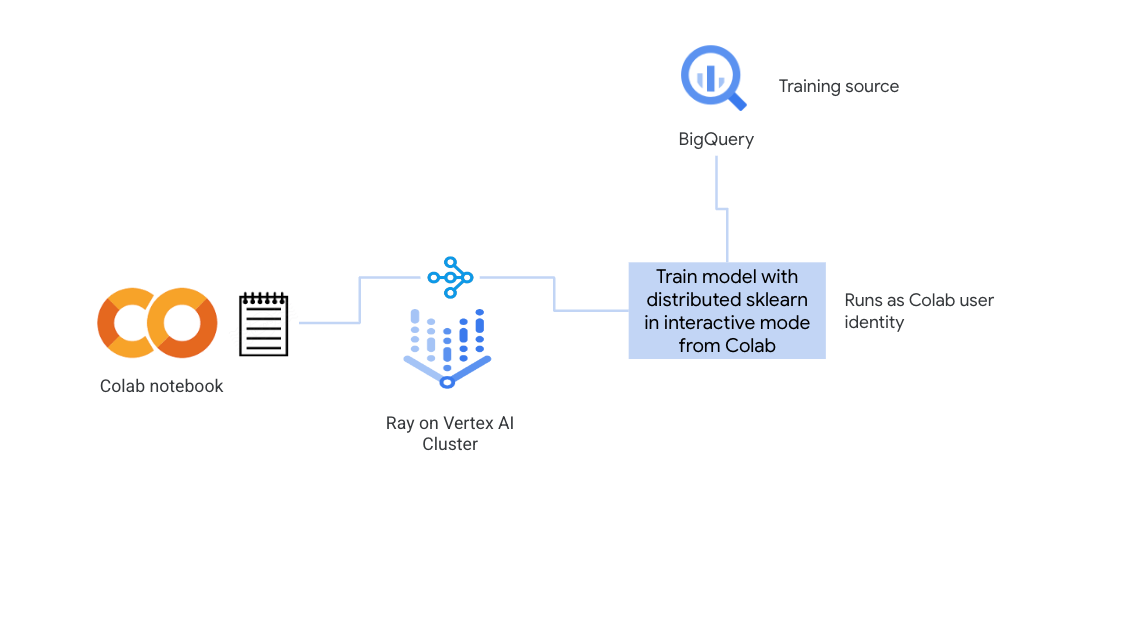 Training source
BigQuery
Train model with
distributed sklearn
in interactive mode
from Colab
Runs as Colab user
identity
Colab notebook
Ray on Vertex AI
Cluster